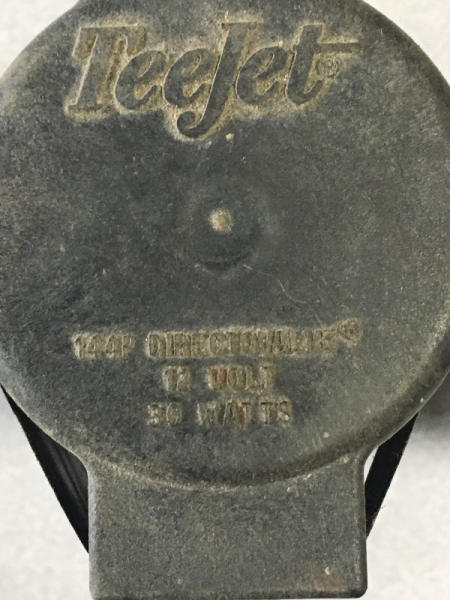 TeeJet®
144P DIRECTOVALVE®
12 VOLT
30 WATTS